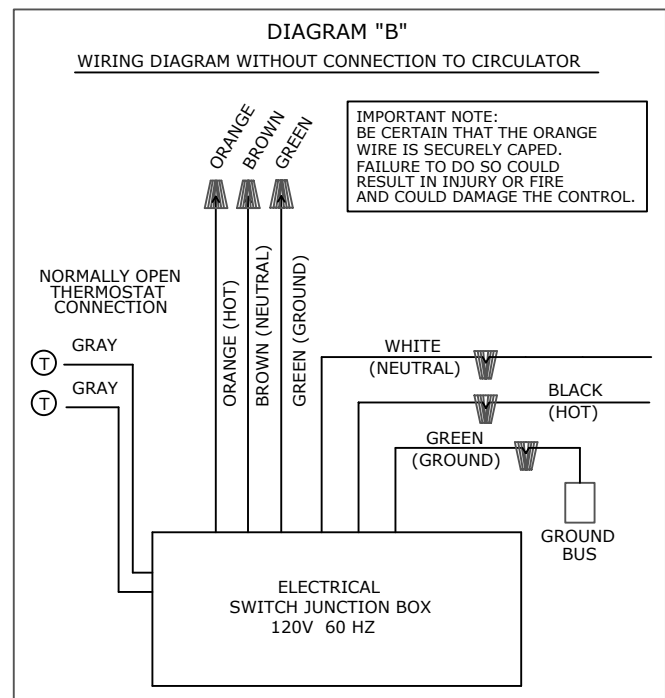 DIAGRAM "B"
WIRING DIAGRAM WITHOUT CONNECTION TO CIRCULATOR
ORANGE
BROWN
GREEN
IMPORTANT NOTE:
BE CERTAIN THAT THE ORANGE
WIRE IS SECURELY CAPED.
FAILURE TO DO SO COULD
RESULT IN INJURY OR FIRE
AND COULD DAMAGE THE CONTROL.
NORMALLY OPEN
THERMOSTAT
CONNECTION
T
GRAY
T
GRAY
ORANGE (HOT)
BROWN (NEUTRAL)
GREEN (GROUND)
WHITE
(NEUTRAL)
BLACK
(HOT)
GREEN
(GROUND)
GROUND
BUS
ELECTRICAL
SWITCH JUNCTION BOX
120V 60 HZ